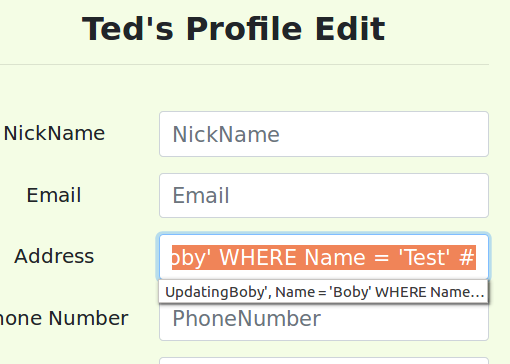 Ted's Profile Edit
NickName NickName
Email Email
Address oby' WHERE Name = 'Test' #
UpdatingBoby', Name = 'Boby' WHERE Name...
hone Number PhoneNumber